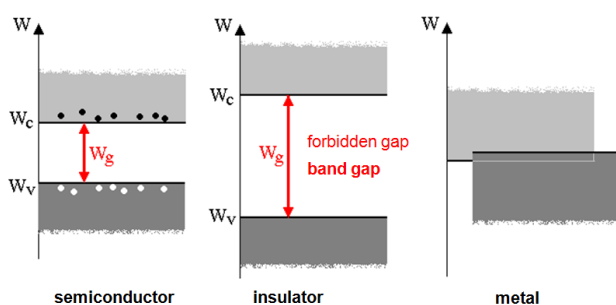 W
W
W
Wc
Wg
Wv
Wc
Wg
forbidden gap
band gap
Wv
semiconductor
insulator
metal